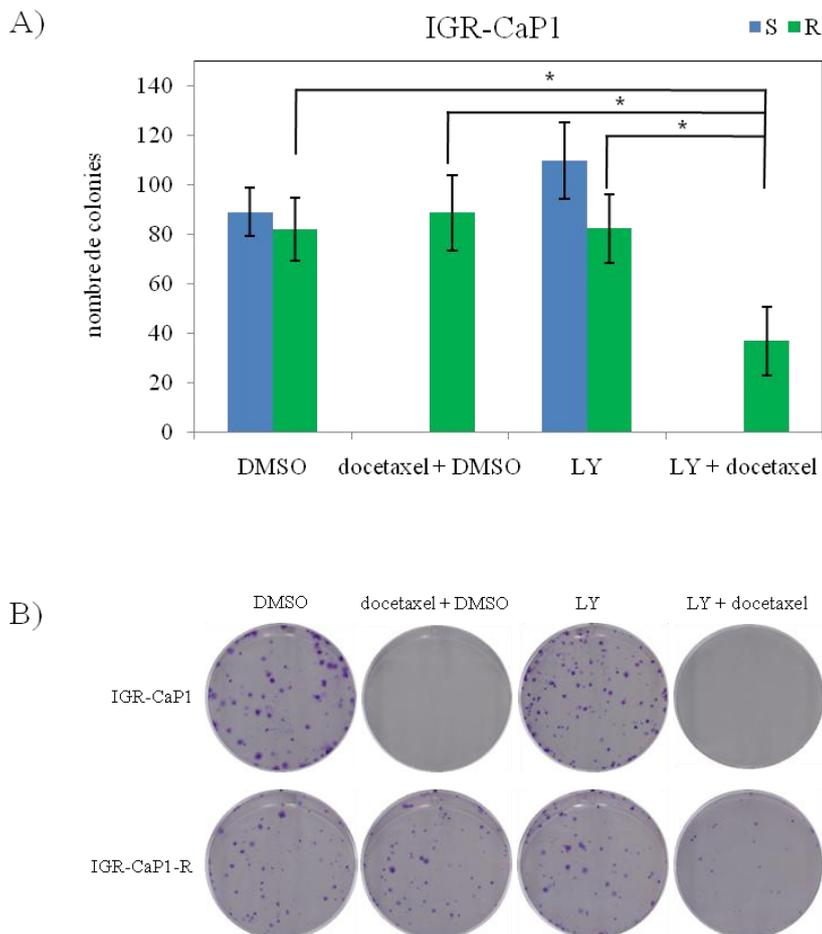 A)
IGR-CaP1
S R
nombre de colonies
140
120
100
80
60
40
20
0
*
*
*
DMSO docetaxel + DMSO LY LY + docetaxel
B)
DMSO docetaxel + DMSO LY LY + docetaxel
IGR-CaP1
IGR-CaP1-R